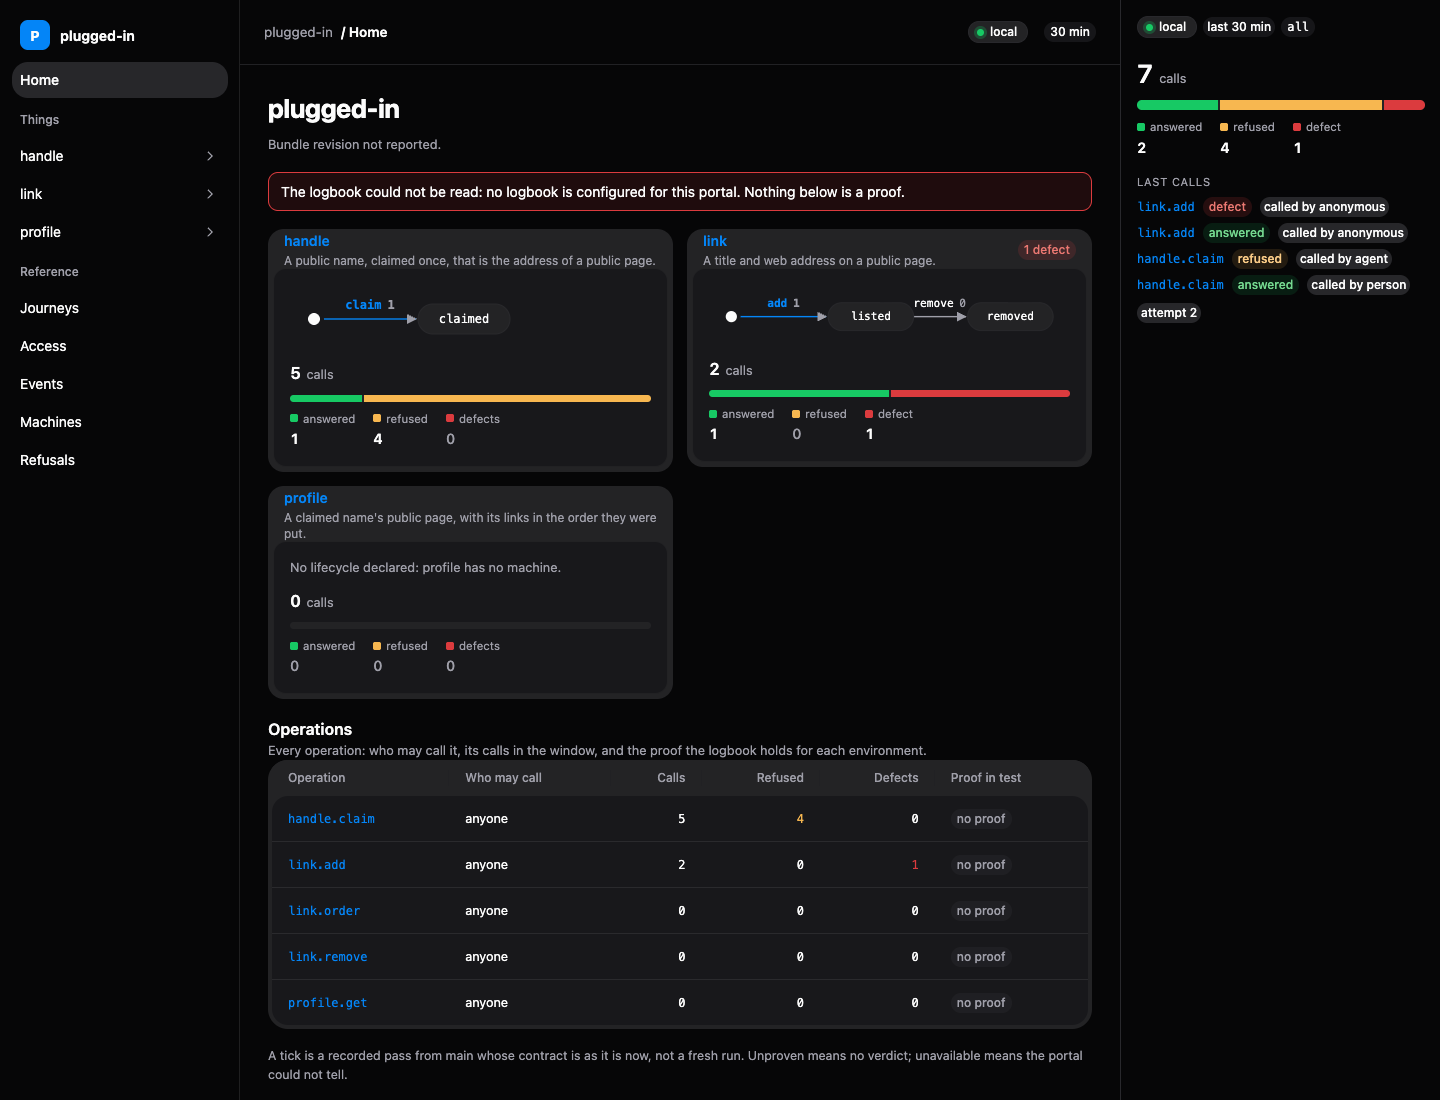 P plugged-in
Home
Things
handle
link
profile
Reference
Journeys
Access
Events
Machines
Refusals
plugged-in / Home
local 30 min
plugged-in
Bundle revision not reported.
The logbook could not be read: no logbook is configured for this portal. Nothing below is a proof.
handle
A public name, claimed once, that is the address of a public page.
claim 1
claimed
5 calls
answered refused defects
1 4 0
link
A title and web address on a public page.
1 defect
add 1 remove 0
listed removed
2 calls
answered refused defect
1 0 1
profile
A claimed name's public page, with its links in the order they were
put.
No lifecycle declared: profile has no machine.
0 calls
answered refused defects
0 0 0
Operations
Every operation: who may call it, its calls in the window, and the proof the logbook holds for each environment.
Operation Who may call Calls Refused Defects Proof in test
handle.claim anyone 5 4 0 no proof
link.add anyone 2 0 1 no proof
link.order anyone 0 0 0 no proof
link.remove anyone 0 0 0 no proof
profile.get anyone 0 0 0 no proof
A tick is a recorded pass from main whose contract is as it is now, not a fresh run. Unproven means no verdict; unavailable means the portal
could not tell.
local last 30 min all
7 calls
answered refused defect
2 4 1
LAST CALLS
link.add defect called by anonymous
link.add answered called by anonymous
handle.claim refused called by agent
handle.claim answered called by person
attempt 2